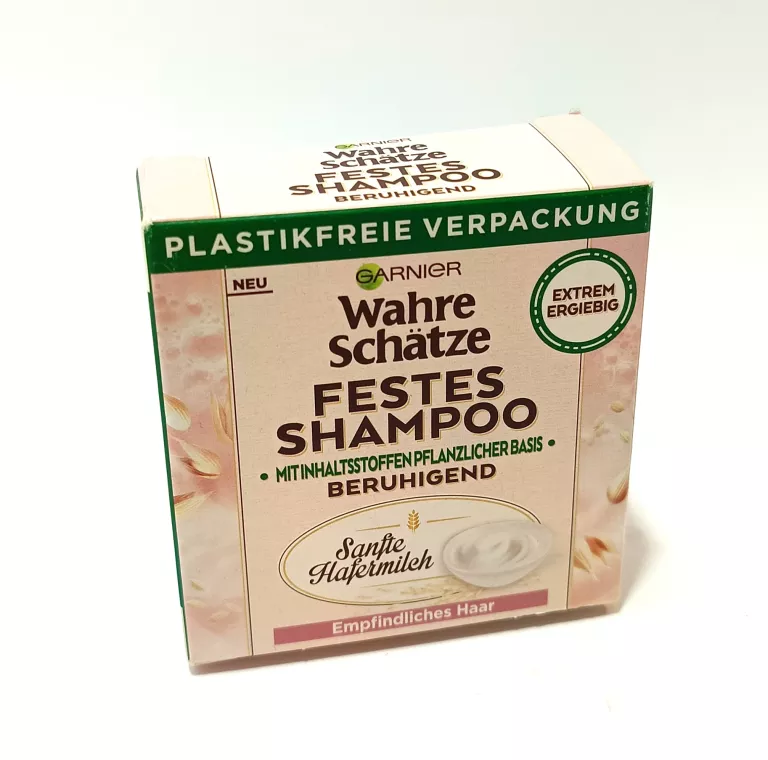 GARNIER
Wahre
Schätze
FESTES
SHAMPOO
BERUHIGEND
PLASTIKFREIE VERPACKUNG
NEU
GARNIER
Wahre
Schätze
FESTES
SHAMPOO
• MIT INHALTSSTOFFEN PFLANZLICHER BASIS •
BERUHIGEND
EXTREM
ERGIEBIG
Sanfte
Hafermilch
Empfindliches Haar